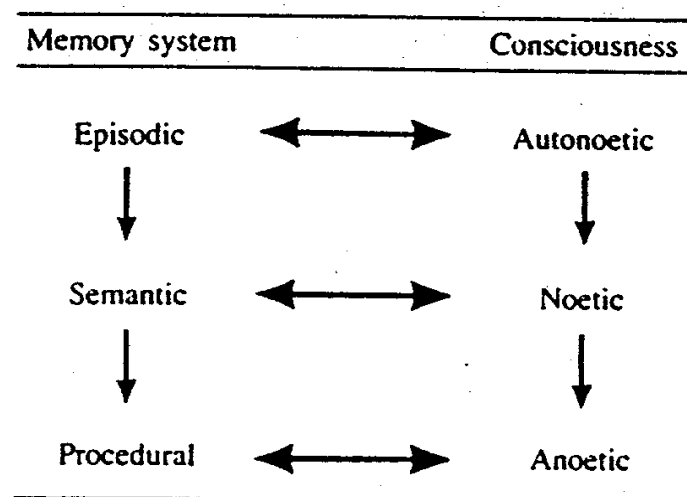 Memory system Consciousness
Episodic Autonoetic
Semantic Noetic
Procedural Anoetic